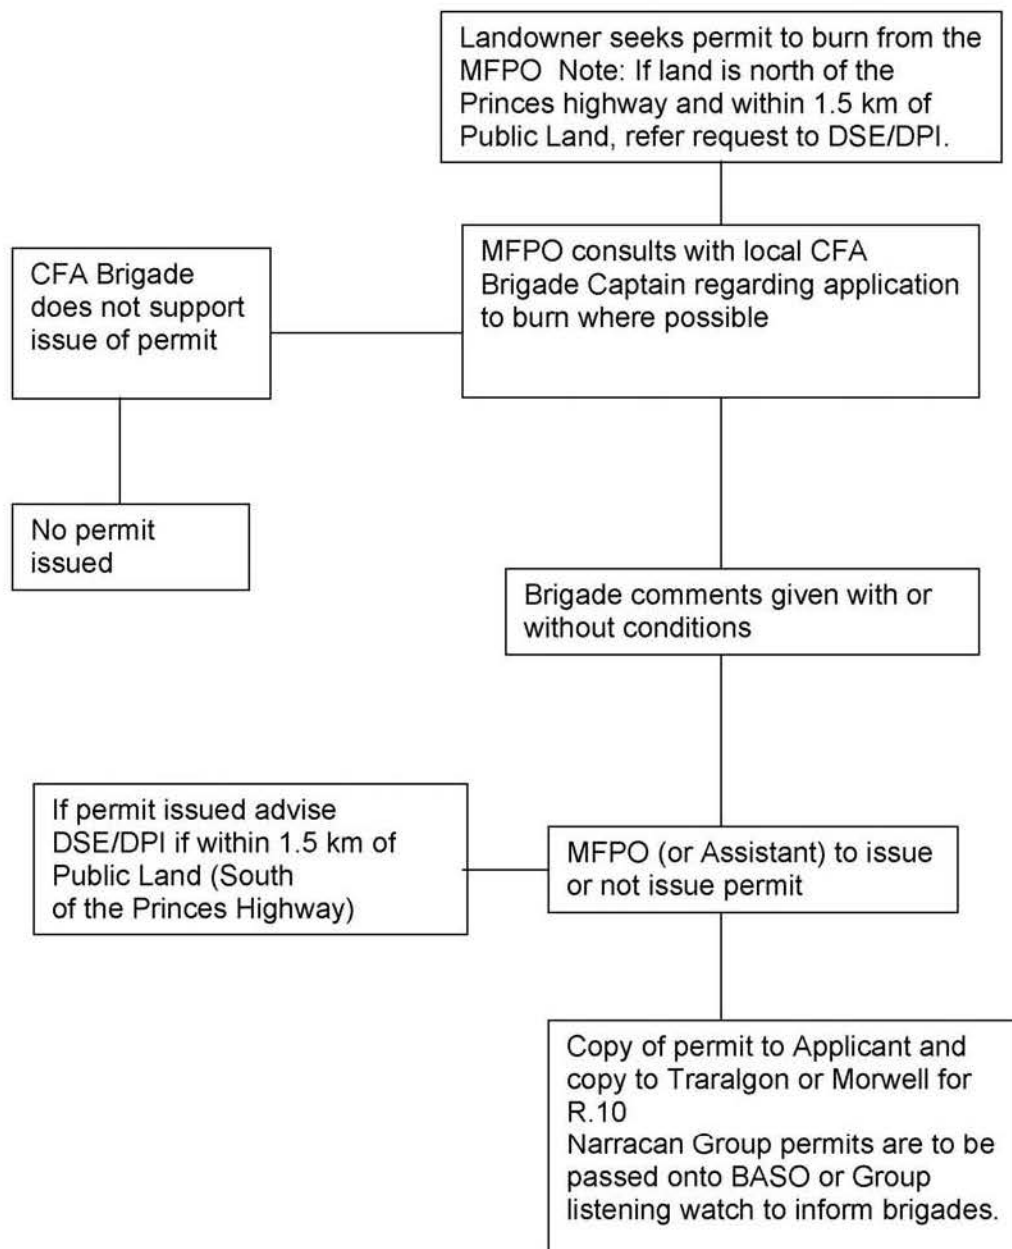 Landowner seeks permit to burn from the
MFPO  Note: If land is north of the
Princes highway and within 1.5 km of
Public Land, refer request to DSE/DPI.
MFPO consults with local CFA
Brigade Captain regarding application
to burn where possible
CFA Brigade
does not support
issue of permit
No permit
issued
Brigade comments given with or
without conditions
If permit issued advise
DSE/DPI if within 1.5 km of
Public Land (South
of the Princes Highway)
MFPO (or Assistant) to issue
or not issue permit
Copy of permit to Applicant and
copy to Traralgon or Morwell for
R.10
Narracan Group permits are to be
passed onto BASO or Group
listening watch to inform brigades.